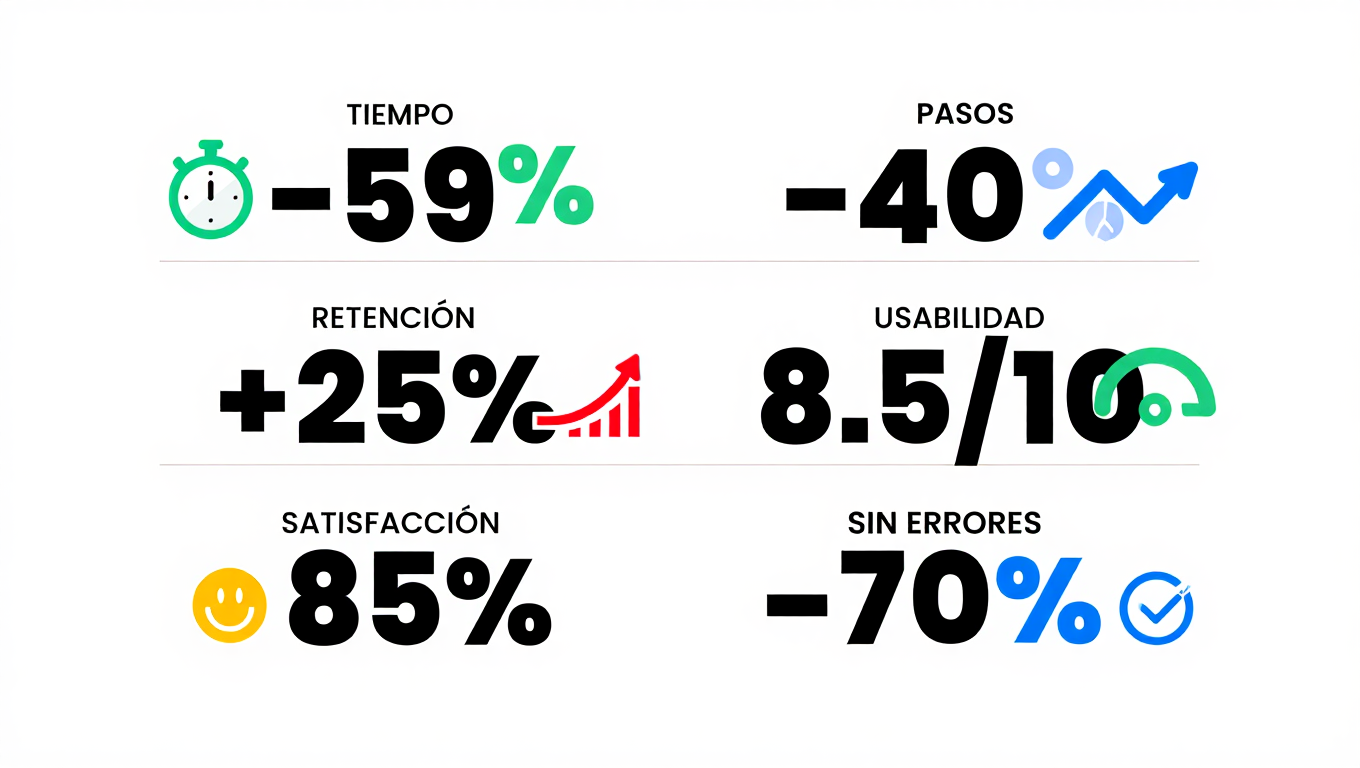 TIEMPO
-59%
PASOS
-40%
RETENCIÓN
+25%
USABILIDAD
8.5/10
SATISFACCIÓN
85%
SIN ERRORES
-70%